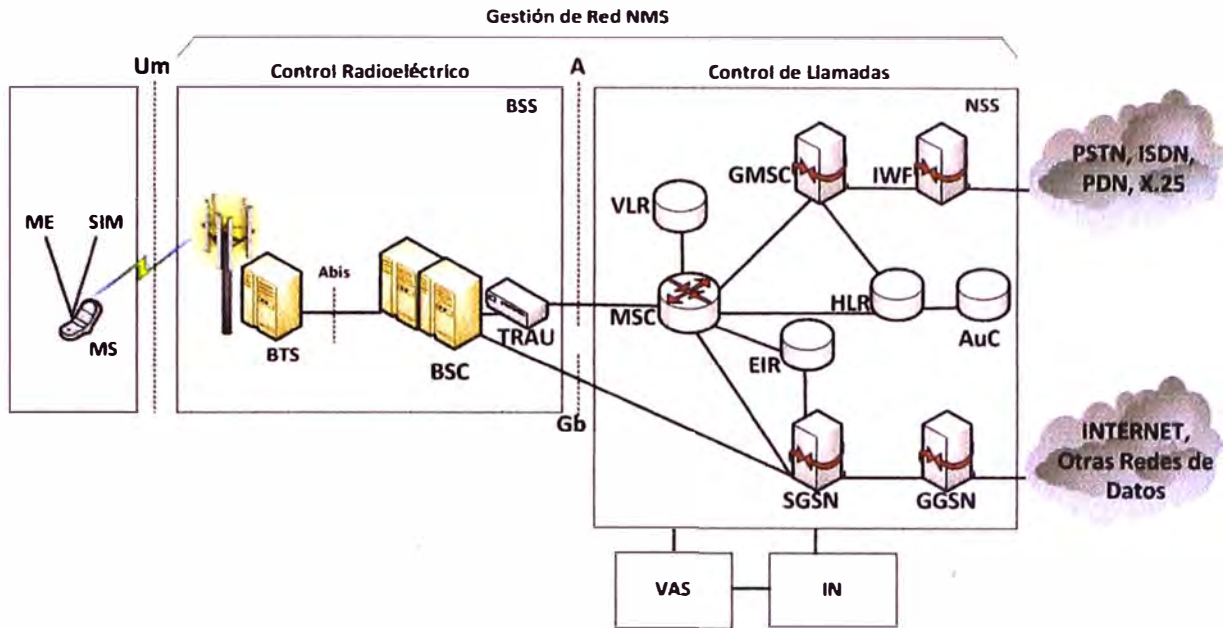 Gestión de Red NMS
Um
Control Radioeléctrico
A
Control de Llamadas
BSS
NSS
GMSC
IWF
PSTN, ISDN,
PDN, X.25
VLR
ME
SIM
Abis
MSC
HLR
AuC
MS
BTS
BSC
TRAU
EIR
Gb
INTERNET,
Otras Redes de
Datos
SGSN
GGSN
VAS
IN